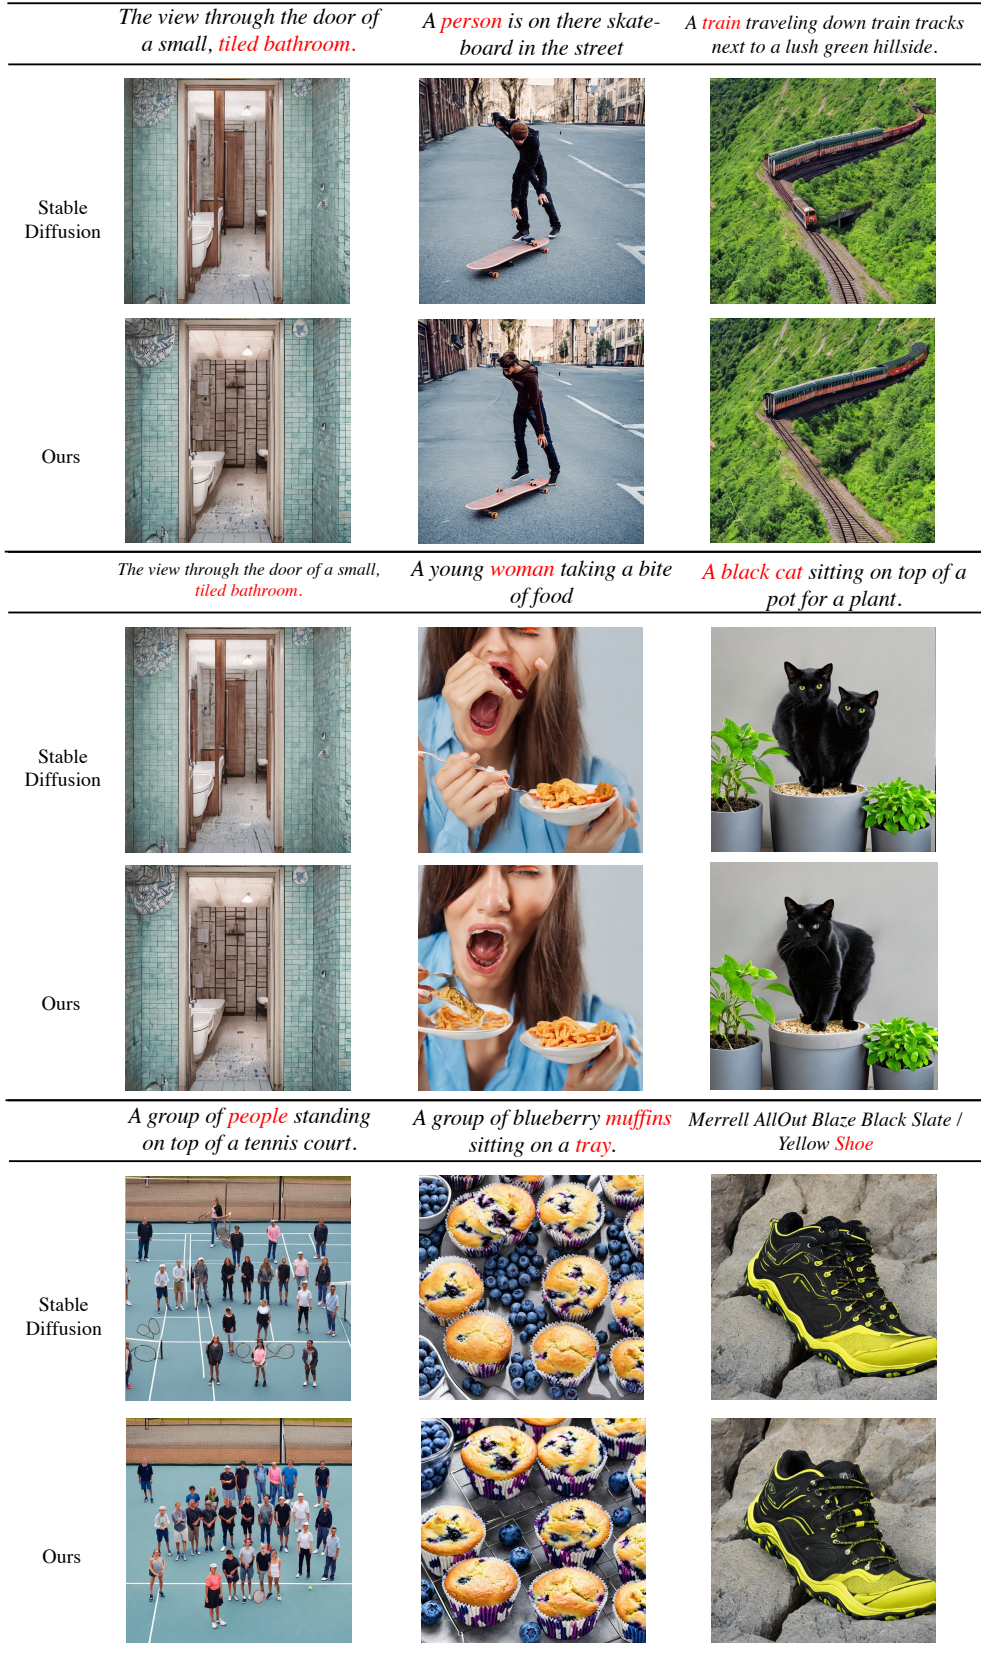 The view through the door of
a small, tiled bathroom.
A person is on there skate-
board in the street
A train traveling down train tracks
next to a lush green hillside.
Stable
Diffusion
Ours
The view through the door of a small,
tiled bathroom.
A young woman taking a bite
of food
A black cat sitting on top of a
pot for a plant.
Stable
Diffusion
Ours
A group of people standing
on top of a tennis court.
A group of blueberry muffins
sitting on a tray.
Merrell AllOut Blaze Black Slate /
Yellow Shoe
Stable
Diffusion
Ours